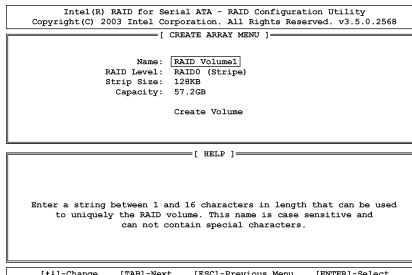 Intel(R) RAID for Serial ATA - RAID Configuration Utility
Copyright(C) 2003 Intel Corporation. All Rights Reserved. v3.5.0.2568
[ CREATE ARRAY MENU ]
Name: RAID Volume1
RAID Level: RAID0 (Stripe)
Strip Size: 128KB
Capacity: 57.2GB
Create Volume
[ HELP ]
Enter a string between 1 and 16 characters in length that can be used
to uniquely the RAID volume. This name is case sensitive and
can not contain special characters.
[↑↓]-Change [TAB]-Next [ESC]-Previous Menu [ENTER]-Select